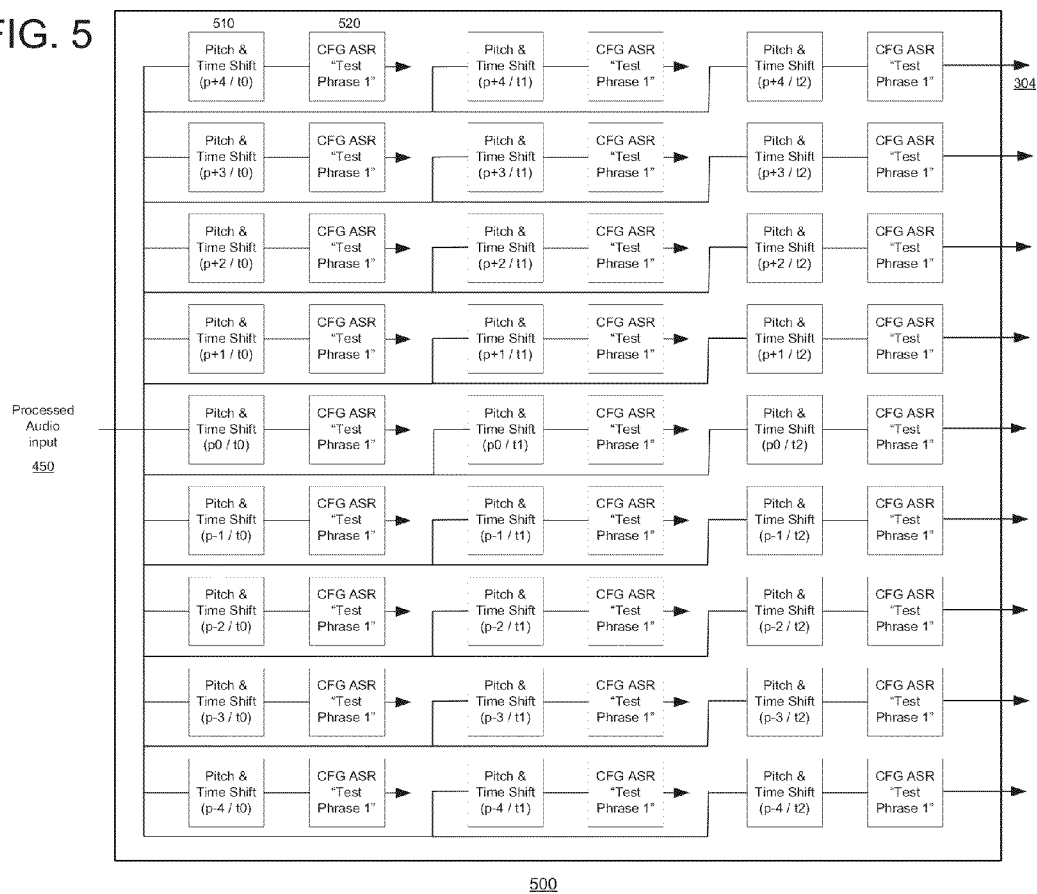 FIG. 5
510
520
Pitch & Time Shift (p+4 / t0)
CFG ASR "Test Phrase 1"
Pitch & Time Shift (p+4 / t1)
CFG ASR "Test Phrase 1"
Pitch & Time Shift (p+4 / t2)
CFG ASR "Test Phrase 1"
304
Pitch & Time Shift (p+3 / t0)
CFG ASR "Test Phrase 1"
Pitch & Time Shift (p+3 / t1)
CFG ASR "Test Phrase 1"
Pitch & Time Shift (p+3 / t2)
CFG ASR "Test Phrase 1"
Pitch & Time Shift (p+2 / t0)
CFG ASR "Test Phrase 1"
Pitch & Time Shift (p+2 / t1)
CFG ASR "Test Phrase 1"
Pitch & Time Shift (p+2 / t2)
CFG ASR "Test Phrase 1"
Pitch & Time Shift (p+1 / t0)
CFG ASR "Test Phrase 1"
Pitch & Time Shift (p+1 / t1)
CFG ASR "Test Phrase 1"
Pitch & Time Shift (p+1 / t2)
CFG ASR "Test Phrase 1"
Processed Audio input
450
Pitch & Time Shift (p0 / t0)
CFG ASR "Test Phrase 1"
Pitch & Time Shift (p0 / t1)
CFG ASR "Test Phrase 1"
Pitch & Time Shift (p0 / t2)
CFG ASR "Test Phrase 1"
Pitch & Time Shift (p-1 / t0)
CFG ASR "Test Phrase 1"
Pitch & Time Shift (p-1 / t1)
CFG ASR "Test Phrase 1"
Pitch & Time Shift (p-1 / t2)
CFG ASR "Test Phrase 1"
Pitch & Time Shift (p-2 / t0)
CFG ASR "Test Phrase 1"
Pitch & Time Shift (p-2 / t1)
CFG ASR "Test Phrase 1"
Pitch & Time Shift (p-2 / t2)
CFG ASR "Test Phrase 1"
Pitch & Time Shift (p-3 / t0)
CFG ASR "Test Phrase 1"
Pitch & Time Shift (p-3 / t1)
CFG ASR "Test Phrase 1"
Pitch & Time Shift (p-3 / t2)
CFG ASR "Test Phrase 1"
Pitch & Time Shift (p-4 / t0)
CFG ASR "Test Phrase 1"
Pitch & Time Shift (p-4 / t1)
CFG ASR "Test Phrase 1"
Pitch & Time Shift (p-4 / t2)
CFG ASR "Test Phrase 1"
500